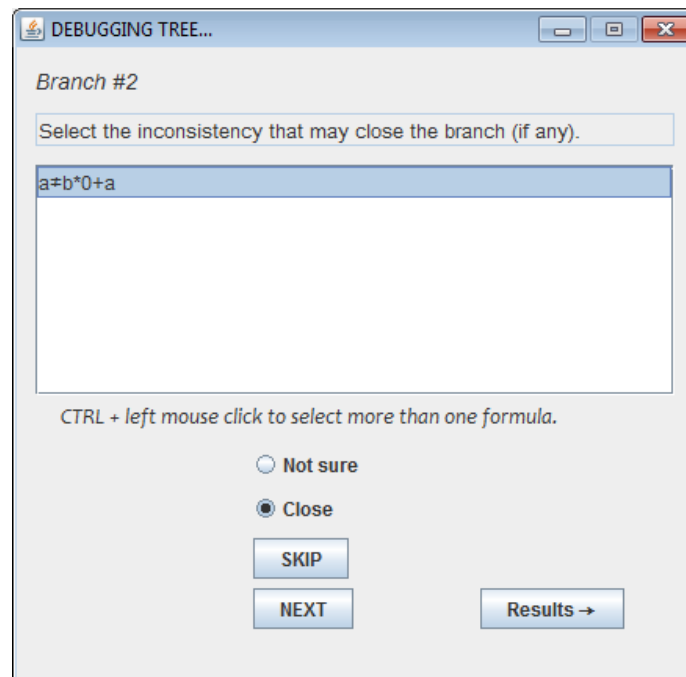 DEBUGGING TREE...
Branch #2
Select the inconsistency that may close the branch (if any).
a≠b*0+a
CTRL + left mouse click to select more than one formula.
Not sure
Close
SKIP
NEXT
Results →